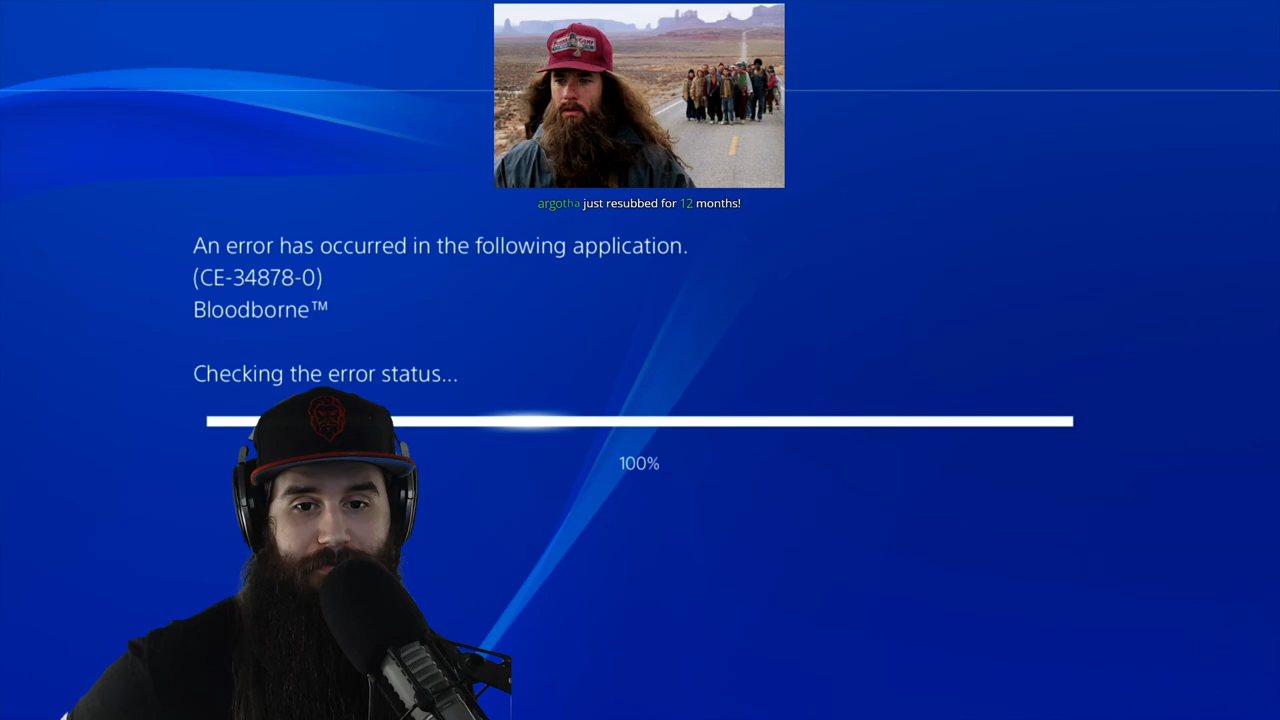 argotha just resubbed for 12 months!
An error has occurred in the following application.
(CE-34878-0)
Bloodborne™
Checking the error status...
100%